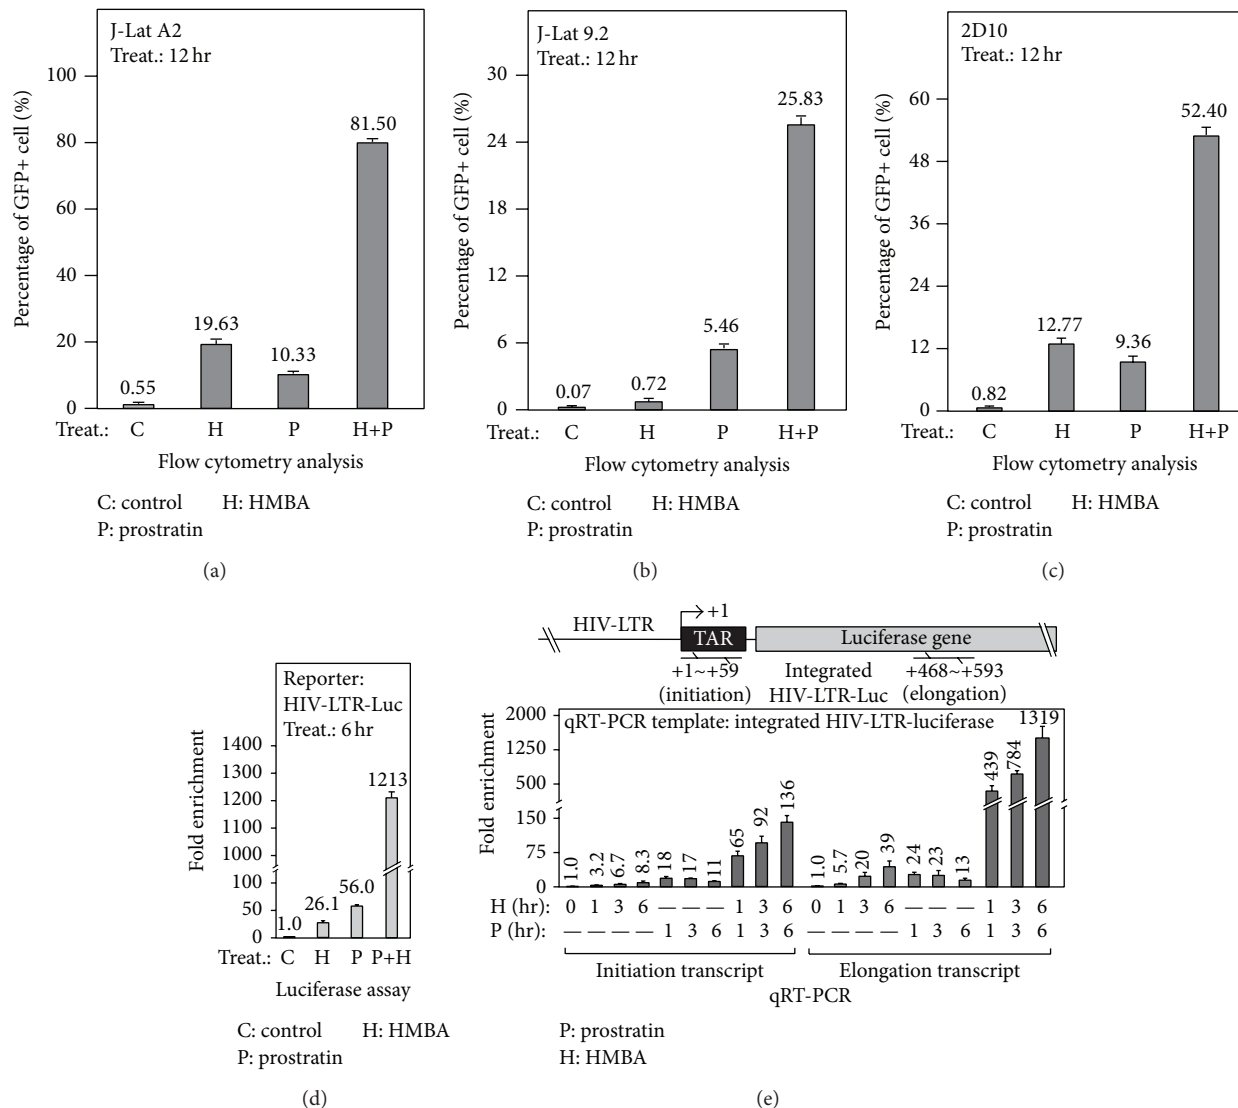 J-Lat A2
Treat.: 12 hr
Percentage of GFP+ cell (%)
100
80
60
40
20
0
0.55
19.63
10.33
81.50
Treat.: C H P H+P
Flow cytometry analysis
C: control H: HMBA
P: prostratin
(a)
J-Lat 9.2
Treat.: 12 hr
Percentage of GFP+ cell (%)
30
24
18
12
6
0
0.07
0.72
5.46
25.83
Treat.: C H P H+P
Flow cytometry analysis
C: control H: HMBA
P: prostratin
(b)
2D10
Treat.: 12 hr
Percentage of GFP+ cell (%)
60
48
36
24
12
0
0.82
12.77
9.36
52.40
Treat.: C H P H+P
Flow cytometry analysis
C: control H: HMBA
P: prostratin
(c)
Reporter:
HIV-LTR-Luc
Treat.: 6 hr
Fold enrichment
1400
1300
1200
1100
1000
100
50
0
1.0
26.1
56.0
1213
Treat.: C H P P+H
Luciferase assay
C: control H: HMBA
P: prostratin
(d)
+1
HIV-LTR
TAR
Luciferase gene
+1~+59
(initiation)
Integrated
HIV-LTR-Luc
+468~+593
(elongation)
qRT-PCR template: integrated HIV-LTR-luciferase
Fold enrichment
2000
1250
500
150
75
0
1.0 3.2 6.7 8.3 18 17 11 65 92 136 1.0 5.7 20 39 24 23 13 439 784 1319
H (hr): 0 1 3 6 — — — 1 3 6 0 1 3 6 — — — 1 3 6
P (hr): — — — — 1 3 6 1 3 6 — — — — 1 3 6 1 3 6
Initiation transcript Elongation transcript
qRT-PCR
P: prostratin
H: HMBA
(e)